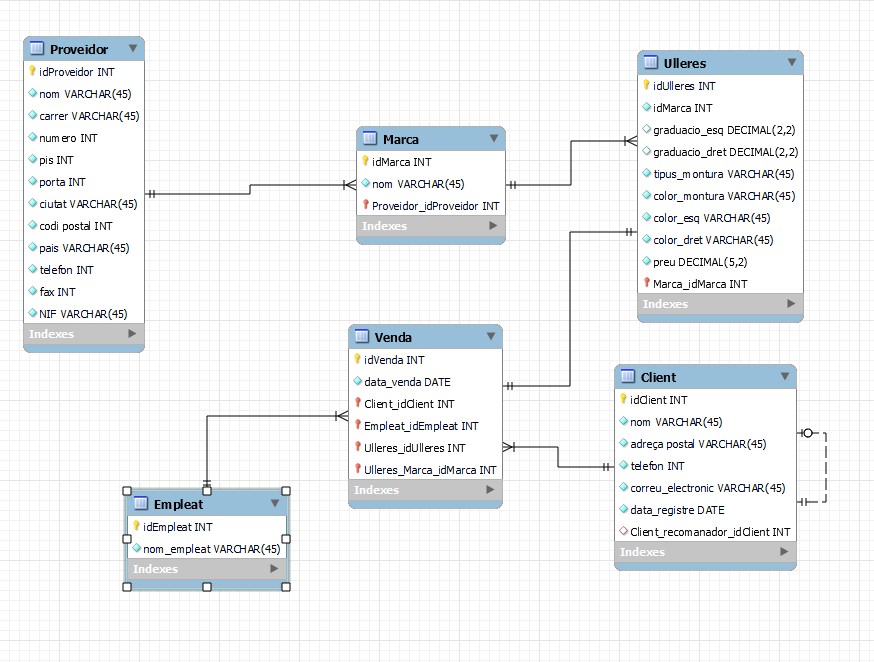 Proveidor
idProveidor INT
nom VARCHAR(45)
carrer VARCHAR(45)
numero INT
pis INT
porta INT
ciutat VARCHAR(45)
codi postal INT
pais VARCHAR(45)
telefon INT
fax INT
NIF VARCHAR(45)
Indexes
Marca
idMarca INT
nom VARCHAR(45)
Proveidor_idProveidor INT
Indexes
Ulleres
idUlleres INT
idMarca INT
graduacio_esq DECIMAL(2,2)
graduacio_dret DECIMAL(2,2)
tipus_montura VARCHAR(45)
color_montura VARCHAR(45)
color_esq VARCHAR(45)
color_dret VARCHAR(45)
preu DECIMAL(5,2)
Marca_idMarca INT
Indexes
Venda
idVenda INT
data_venda DATE
Client_idClient INT
Empleat_idEmpleat INT
Ulleres_idUlleres INT
Ulleres_Marca_idMarca INT
Indexes
Client
idClient INT
nom VARCHAR(45)
adreça postal VARCHAR(45)
telefon INT
correu_electronic VARCHAR(45)
data_registre DATE
Client_recomanador_idClient INT
Indexes
Empleat
idEmpleat INT
nom_empleat VARCHAR(45)
Indexes